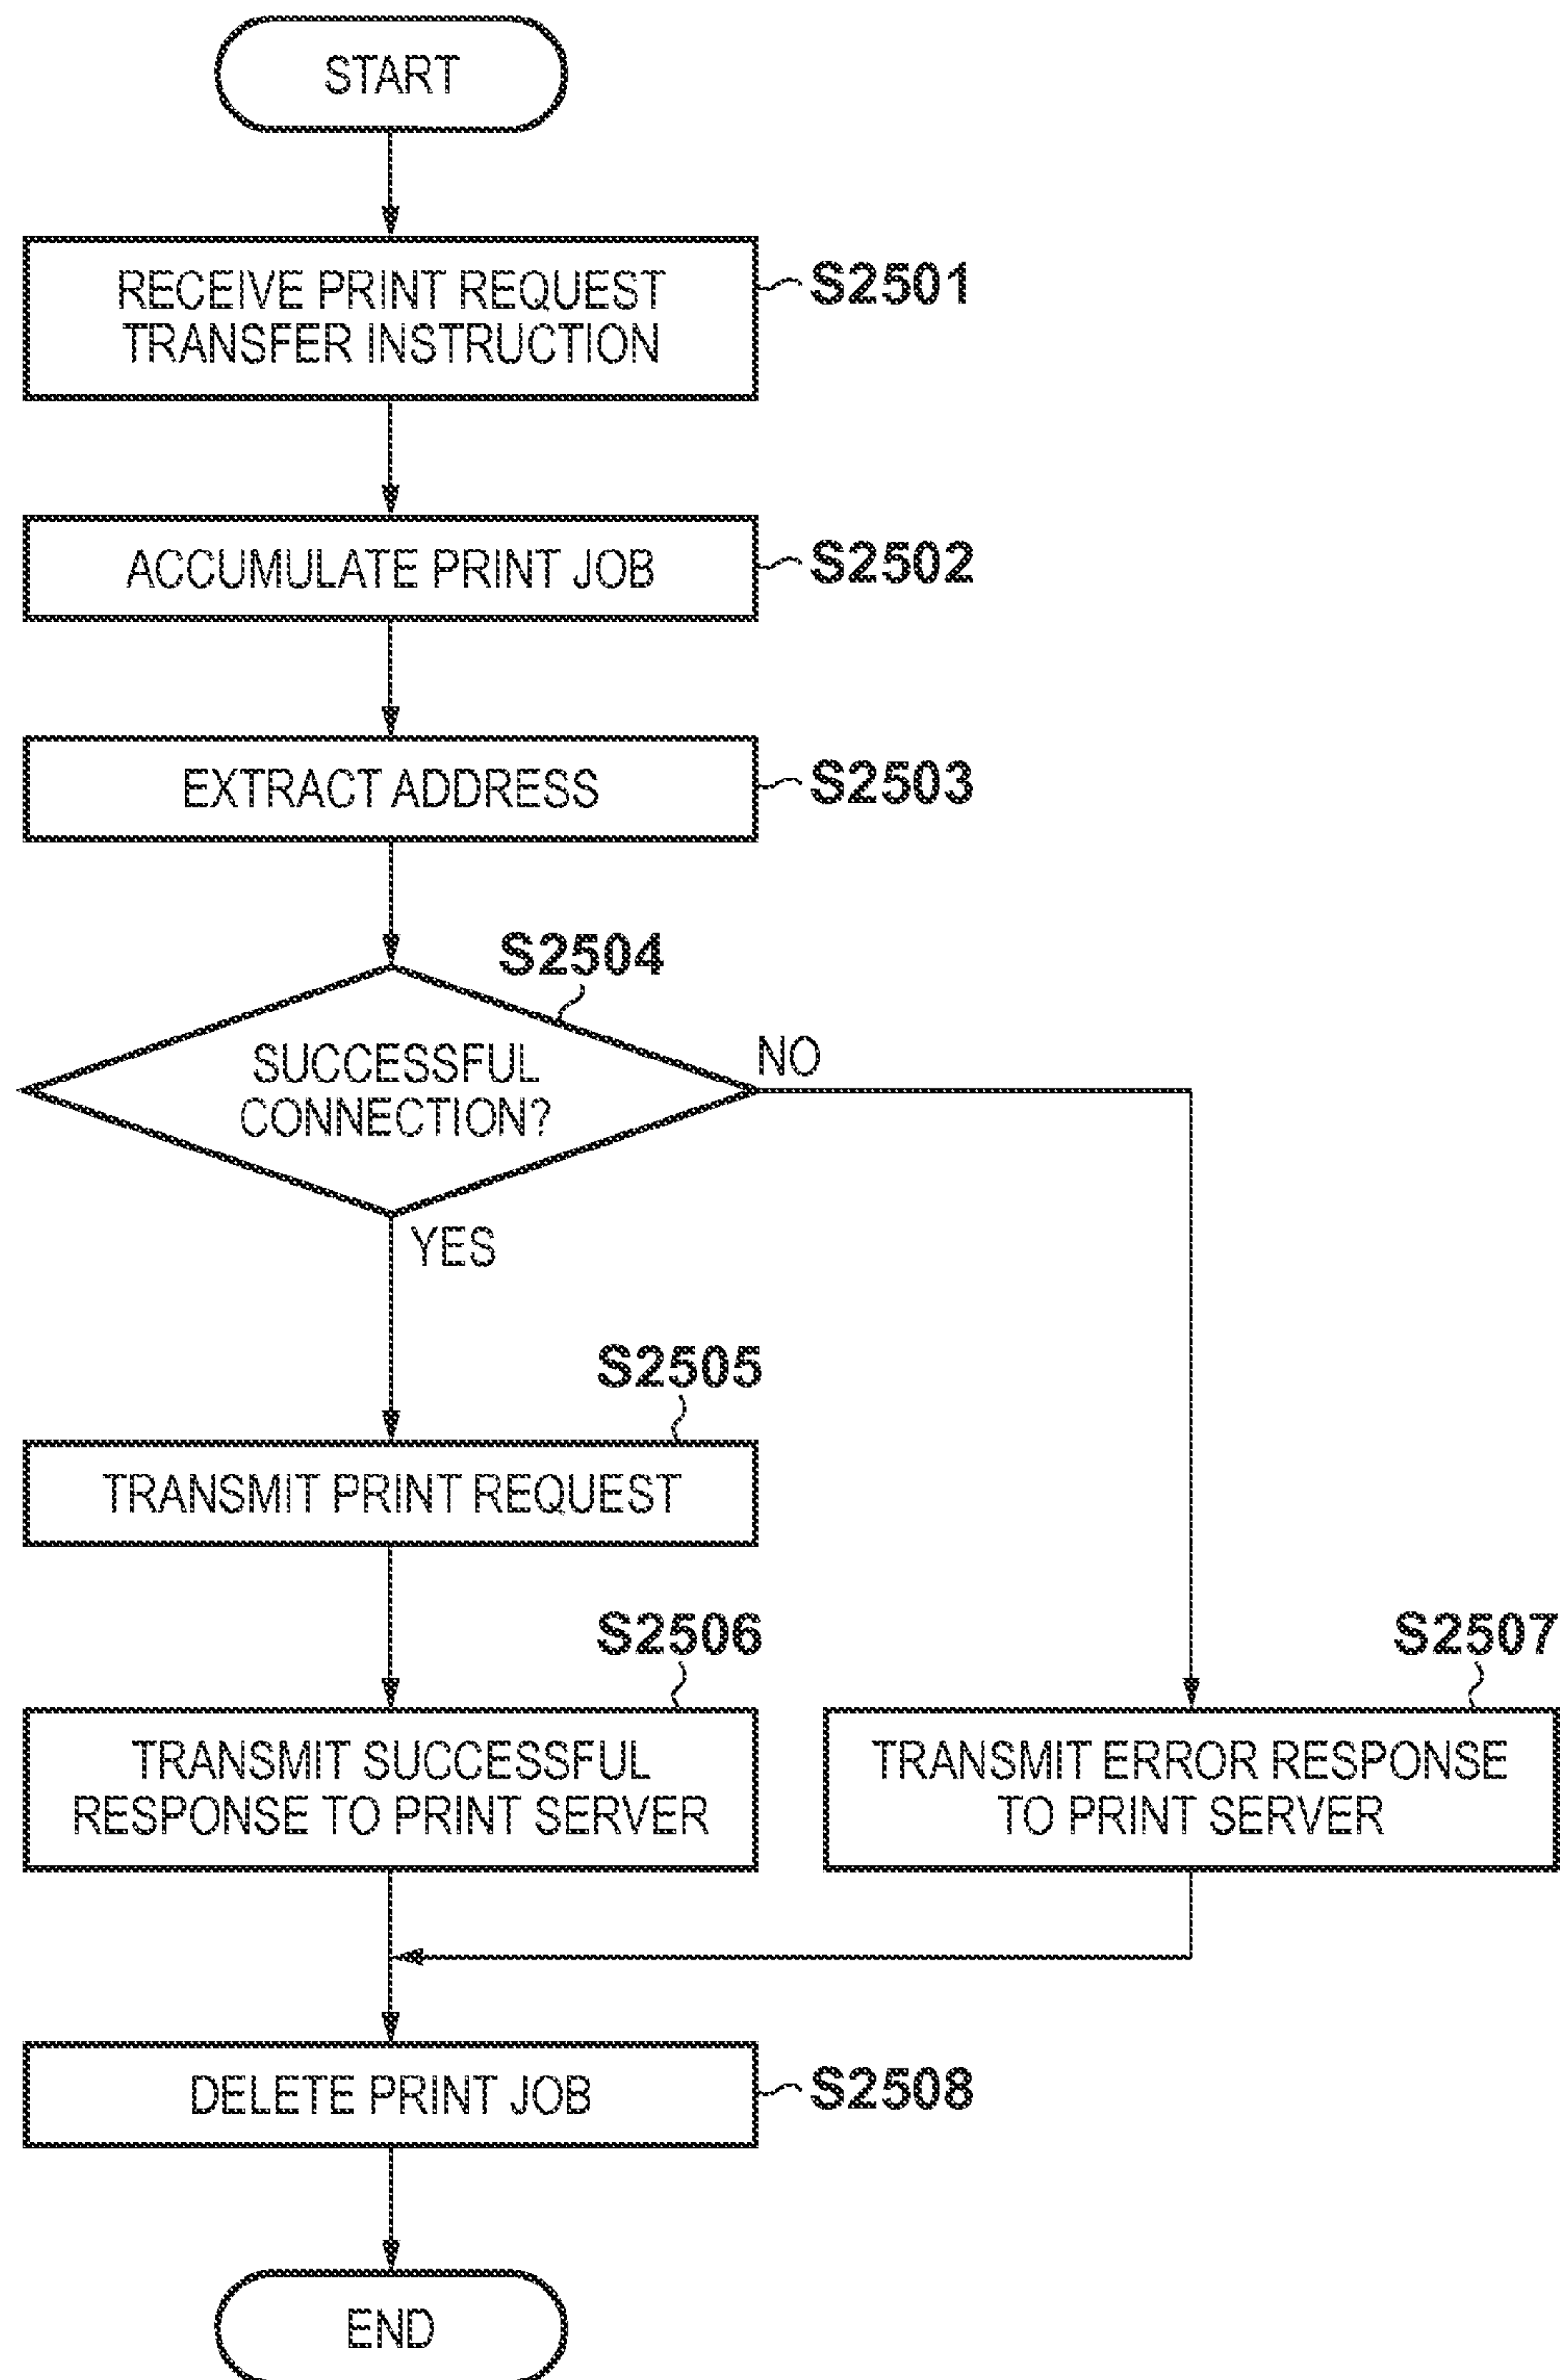 START
RECEIVE PRINT REQUEST
TRANSFER INSTRUCTION
S2501
ACCUMULATE PRINT JOB
S2502
EXTRACT ADDRESS
S2503
S2504
SUCCESSFUL
CONNECTION?
NO
YES
S2505
TRANSMIT PRINT REQUEST
S2506
TRANSMIT SUCCESSFUL
RESPONSE TO PRINT SERVER
S2507
TRANSMIT ERROR RESPONSE
TO PRINT SERVER
DELETE PRINT JOB
S2508
END